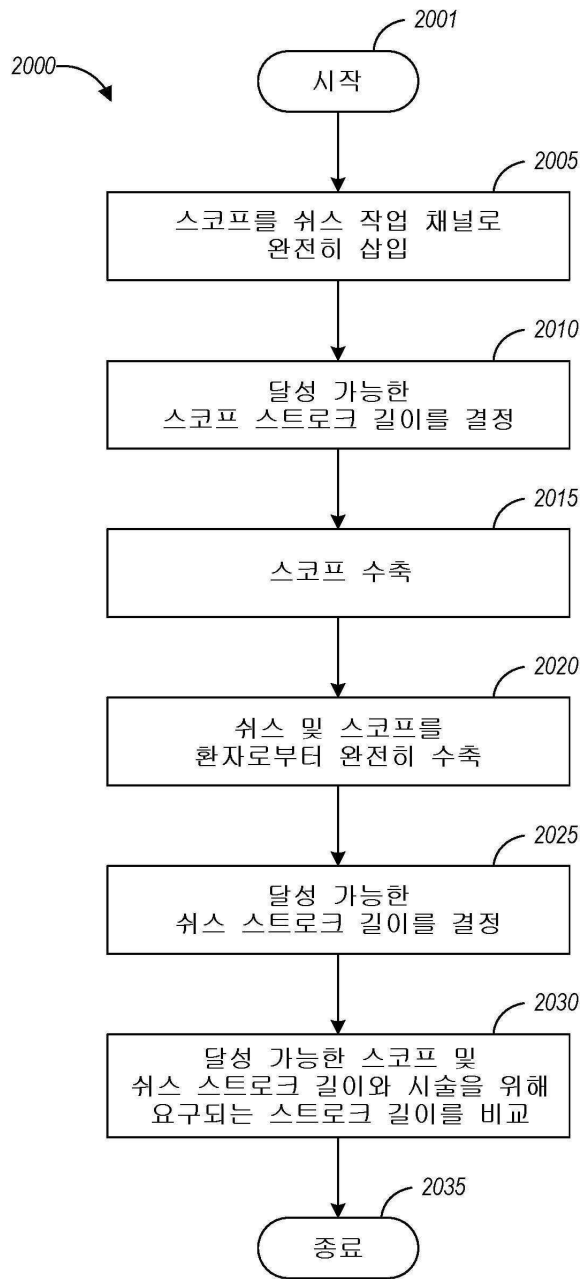 2001
2000
시작
2005
스코프를 쉬스 작업 채널로
완전히 삽입
2010
달성 가능한
스코프 스트로크 길이를 결정
2015
스코프 수축
2020
쉬스 및 스코프를
환자로부터 완전히 수축
2025
달성 가능한
쉬스 스트로크 길이를 결정
2030
달성 가능한 스코프 및
쉬스 스트로크 길이와 시술을 위해
요구되는 스트로크 길이를 비교
2035
종료